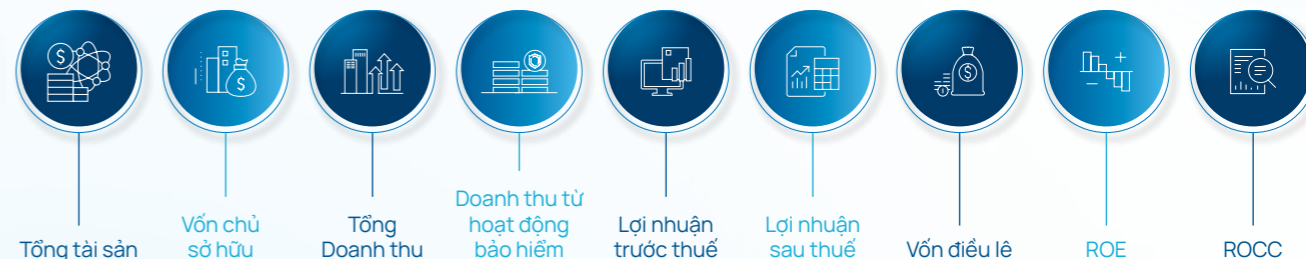 Tổng tài sản
Vốn chủ
sở hữu
Tổng
Doanh thu
Doanh thu từ
hoạt động
bảo hiểm
Lợi nhuận
trước thuế
Lợi nhuận
sau thuế
Vốn điều lệ
ROE
ROCC